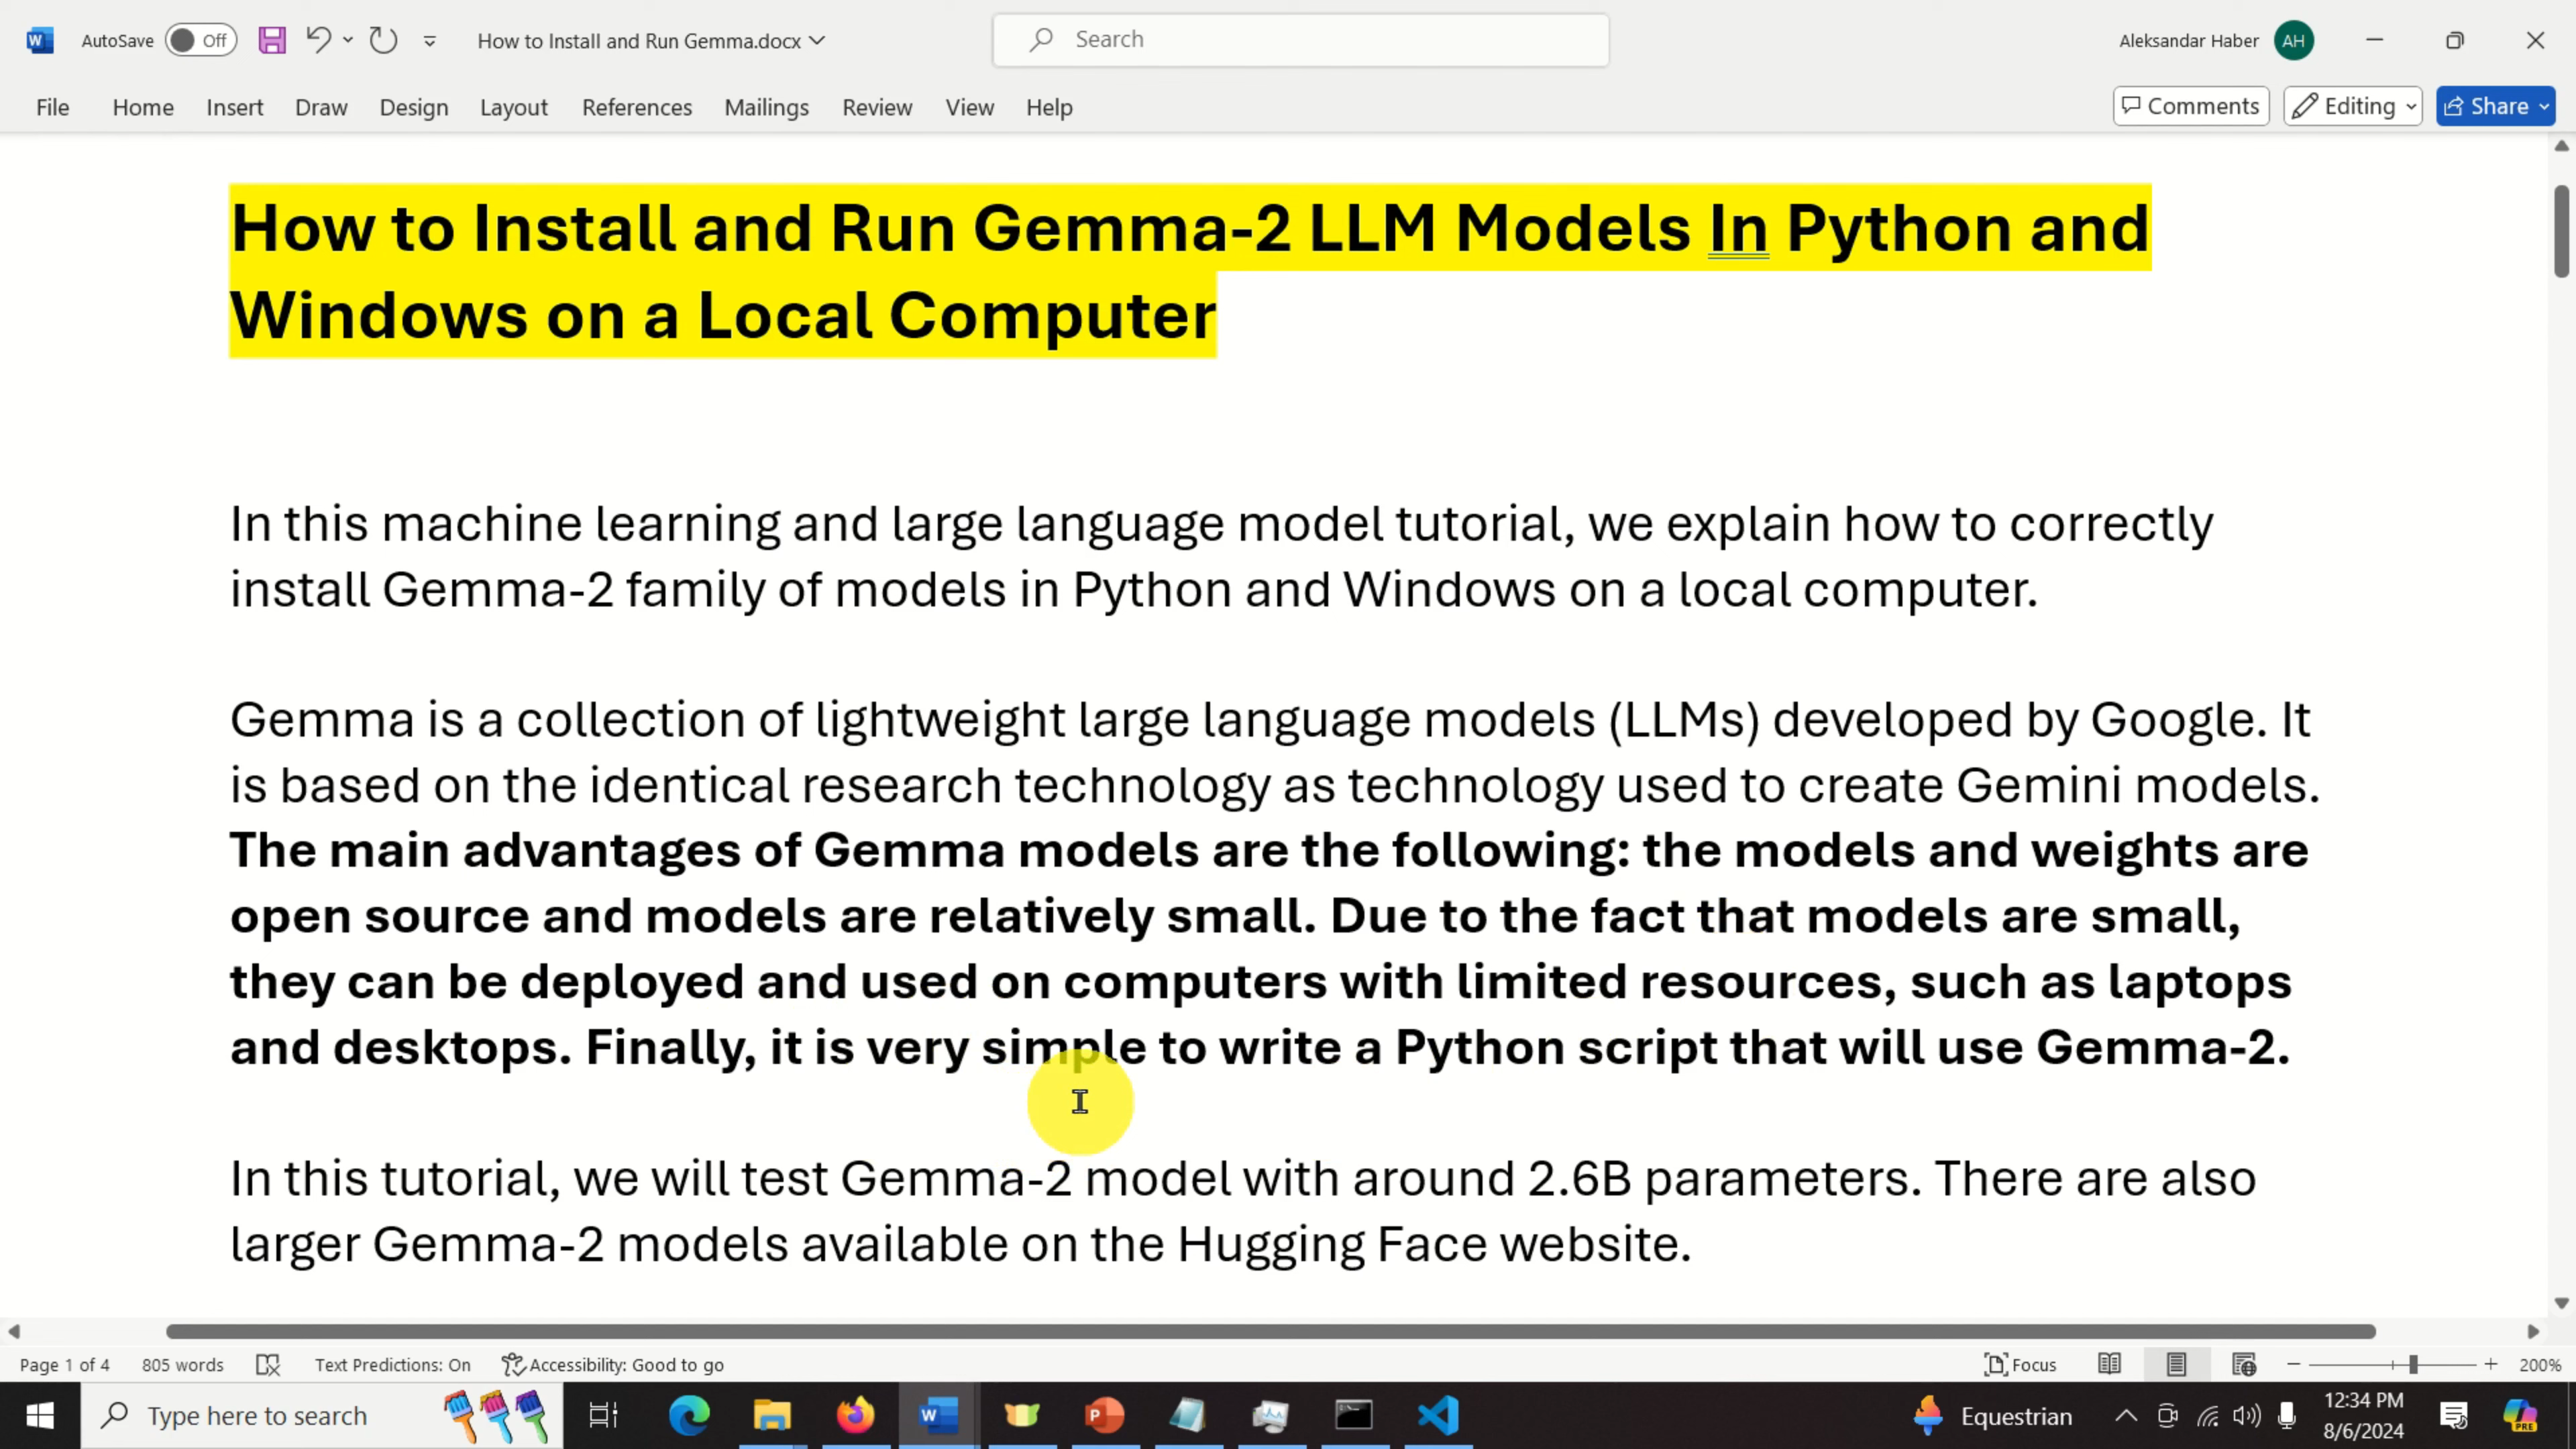 AutoSave Off How to Install and Run Gemma.docx Search Aleksandar Haber AH
File Home Insert Draw Design Layout References Mailings Review View Help Comments Editing Share
How to Install and Run Gemma-2 LLM Models In Python and
Windows on a Local Computer
In this machine learning and large language model tutorial, we explain how to correctly
install Gemma-2 family of models in Python and Windows on a local computer.
Gemma is a collection of lightweight large language models (LLMs) developed by Google. It
is based on the identical research technology as technology used to create Gemini models.
The main advantages of Gemma models are the following: the models and weights are
open source and models are relatively small. Due to the fact that models are small,
they can be deployed and used on computers with limited resources, such as laptops
and desktops. Finally, it is very simple to write a Python script that will use Gemma-2.
In this tutorial, we will test Gemma-2 model with around 2.6B parameters. There are also
larger Gemma-2 models available on the Hugging Face website.
Page 1 of 4 805 words Text Predictions: On Accessibility: Good to go Focus 200%
Type here to search Equestrian 12:34 PM
8/6/2024